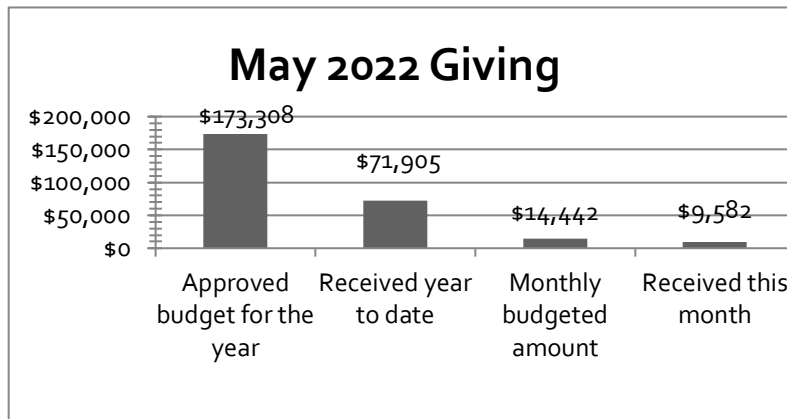 May 2022 Giving
$200,000
$150,000
$100,000
$50,000
$0
$173,308
$71,905
$14,442
$9,582
Approved
budget for the
year
Received year
to date
Monthly
budgeted
amount
Received this
month